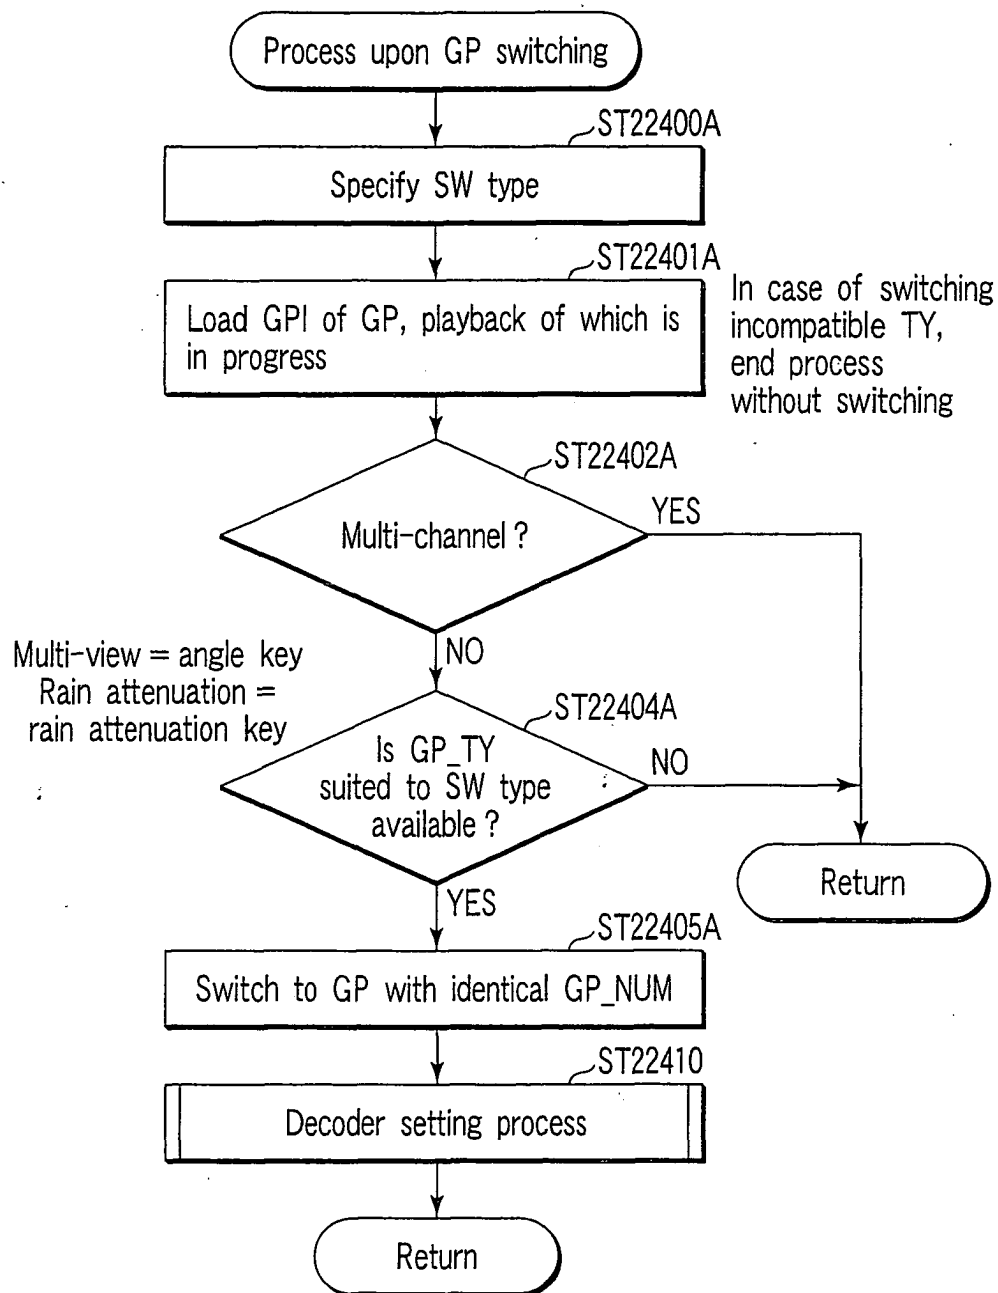 Process upon GP switching
ST22400A
Specify SW type
ST22401A
Load GPI of GP, playback of which is
in progress
In case of switching
incompatible TY,
end process
without switching
ST22402A
Multi-channel ?
YES
NO
Multi-view = angle key
Rain attenuation =
rain attenuation key
ST22404A
Is GP_TY
suited to SW type
available ?
NO
YES
Return
ST22405A
Switch to GP with identical GP_NUM
ST22410
Decoder setting process
Return